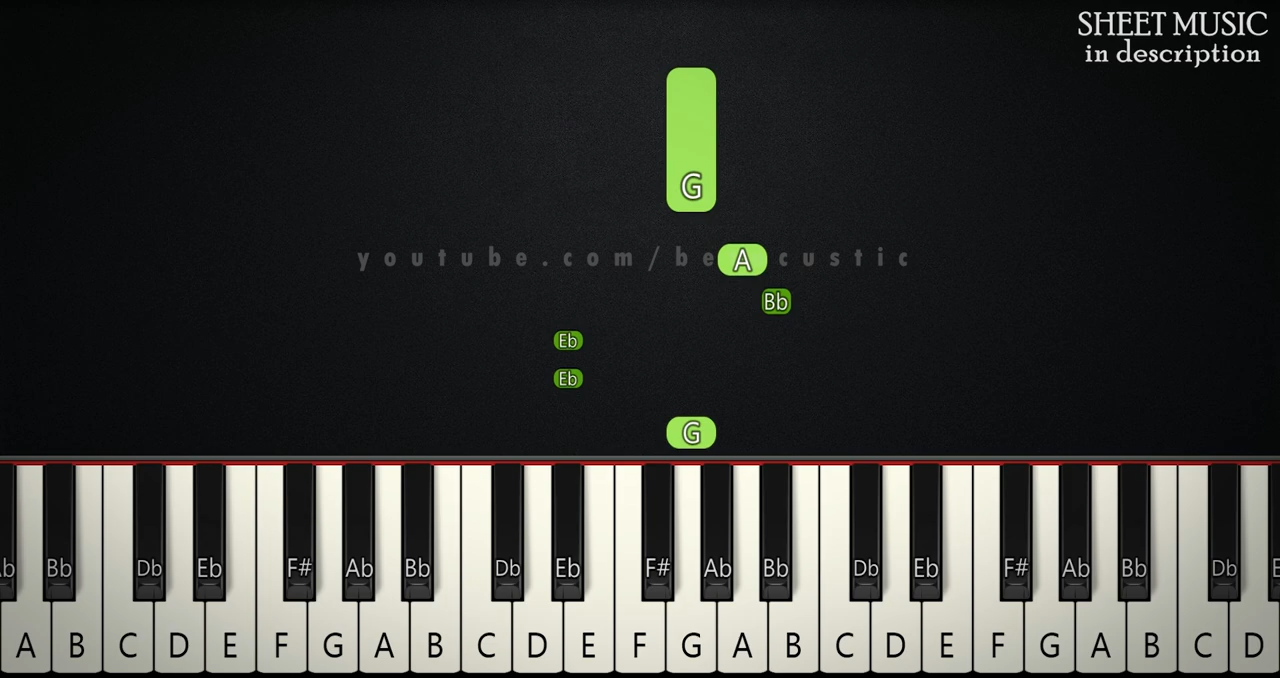 SHEET MUSIC
in description
G
youtube.com/be A custic
Bb
Eb
Eb
G
Ab Bb Db Eb F# Ab Bb Db Eb F# Ab Bb Db Eb F# Ab Bb Db E
A B C D E F G A B C D E F G A B C D E F G A B C D